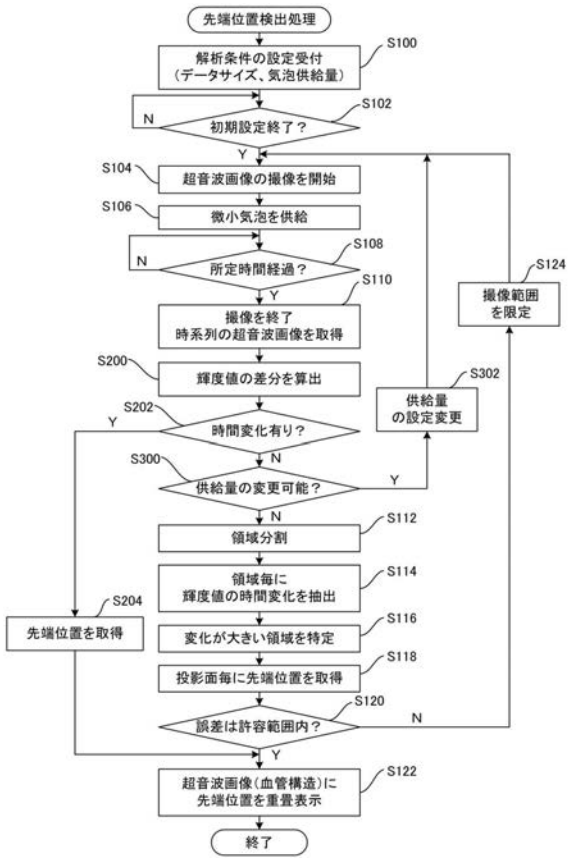 先端位置検出処理
S100
解析条件の設定受付
(データサイズ、気泡供給量)
S102
N
初期設定終了?
Y
S104
超音波画像の撮像を開始
S106
微小気泡を供給
S108
N
所定時間経過?
Y
S124
撮像範囲
を限定
S110
撮像を終了
時系列の超音波画像を取得
S200
輝度値の差分を算出
S302
供給量
の設定変更
S202
Y
時間変化有り?
N
S300
供給量の変更可能?
Y
N
S112
領域分割
S114
領域毎に
輝度値の時間変化を抽出
S204
先端位置を取得
S116
変化が大きい領域を特定
S118
投影面毎に先端位置を取得
S120
誤差は許容範囲内?
N
Y
S122
超音波画像(血管構造)に
先端位置を重畳表示
終了